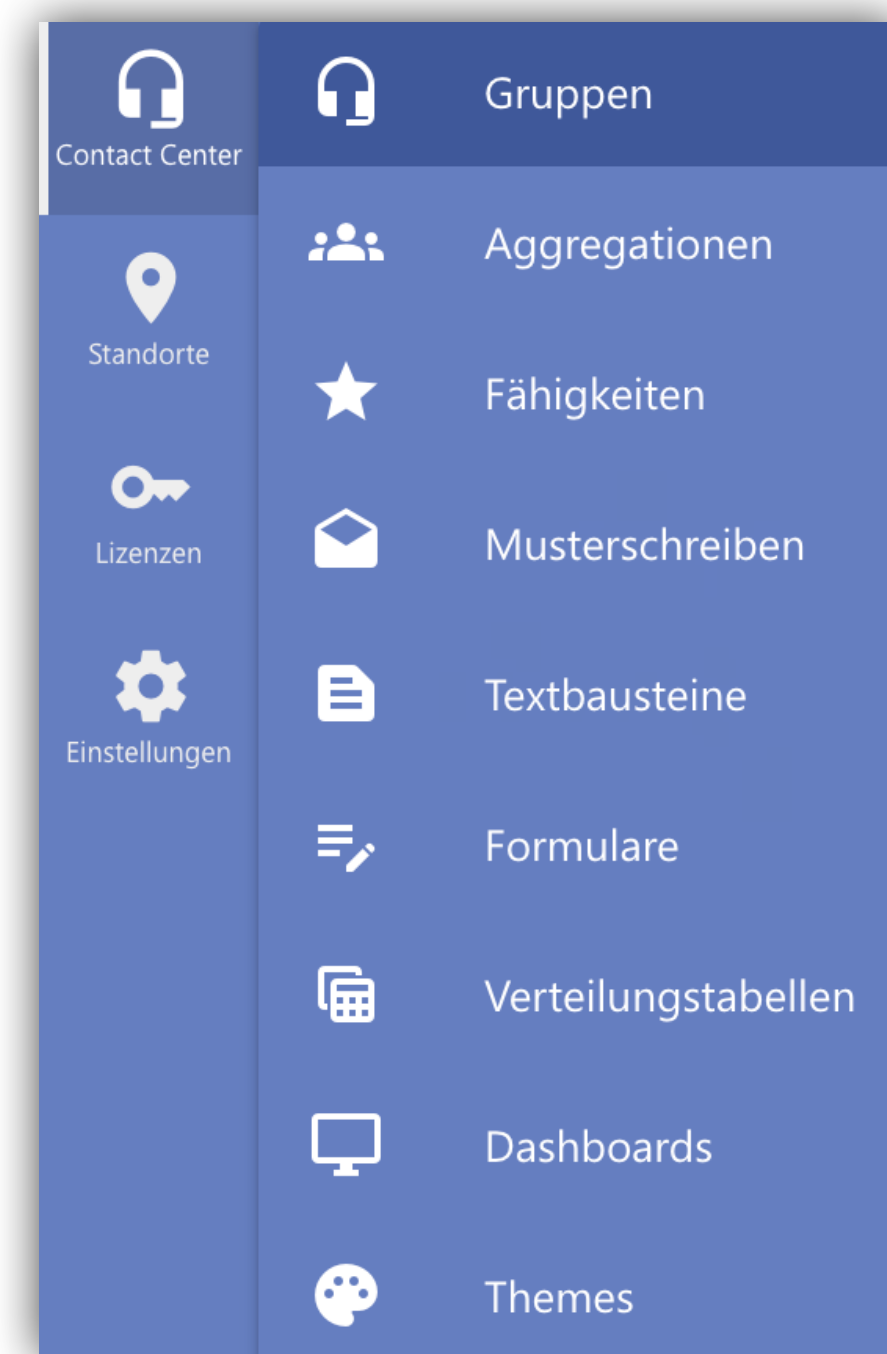 Contact Center
Standorte
Lizenzen
Einstellungen
Gruppen
Aggregationen
Fähigkeiten
Musterschreiben
Textbausteine
Formulare
Verteilungstabellen
Dashboards
Themes